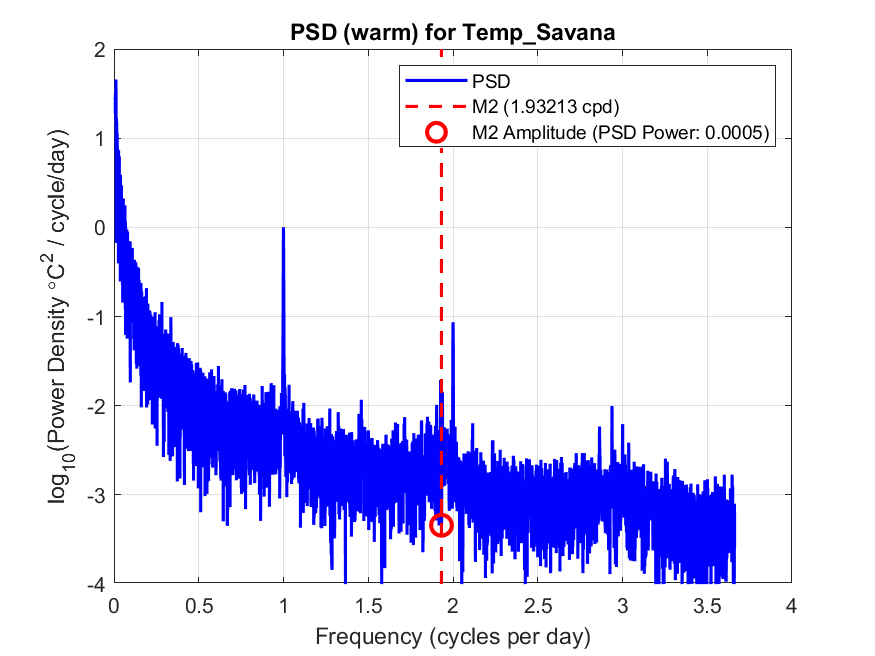 PSD (warm) for Temp_Savana
PSD
M2 (1.93213 cpd)
M2 Amplitude (PSD Power: 0.0005)
log10(Power Density °C2 / cycle/day)
2
1
0
-1
-2
-3
-4
0 0.5 1 1.5 2 2.5 3 3.5 4
Frequency (cycles per day)